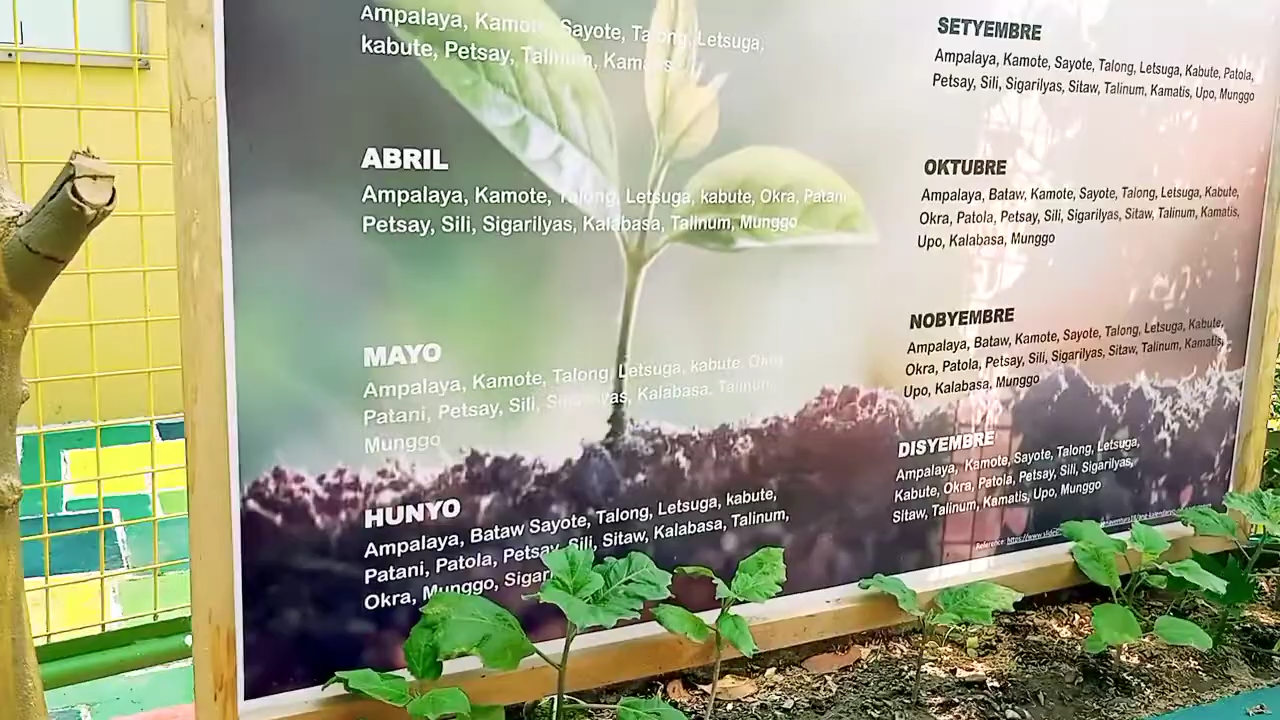 Ampalaya, Kamote, Sayote, Talong, Letsuga,
kabute, Petsay, Talinum, Kamatis
ABRIL
Ampalaya, Kamote, Talong, Letsuga, kabute, Okra, Patani
Petsay, Sili, Sigarilyas, Kalabasa, Talinum, Munggo
MAYO
Ampalaya, Kamote, Talong, Letsuga, kabute, Okra
Patani, Petsay, Sili, Sigarilyas, Kalabasa, Talinum,
Munggo
HUNYO
Ampalaya, Bataw Sayote, Talong, Letsuga, kabute,
Patani, Patola, Petsay, Sili, Sitaw, Kalabasa, Talinum,
Okra, Munggo,
SETYEMBRE
Ampalaya, Kamote, Sayote, Talong, Letsuga, Kabute, Patola,
Petsay, Sili, Sigarilyas, Sitaw, Talinum, Kamatis, Upo, Munggo
OKTUBRE
Ampalaya, Bataw, Kamote, Sayote, Talong, Letsuga, Kabute,
Okra, Patola, Petsay, Sili, Sigarilyas, Sitaw, Talinum, Kamatis,
Upo, Kalabasa, Munggo
NOBYEMBRE
Ampalaya, Bataw, Kamote, Sayote, Talong, Letsuga, Kabute,
Okra, Patola, Petsay, Sili, Sigarilyas, Sitaw, Talinum, Kamatis,
Upo, Kalabasa, Munggo
DISYEMBRE
Ampalaya, Kamote, Sayote, Talong, Letsuga,
Kabute, Okra, Patola, Petsay, Sili, Sigarilyas,
Sitaw, Talinum, Kamatis, Upo, Munggo
Reference: